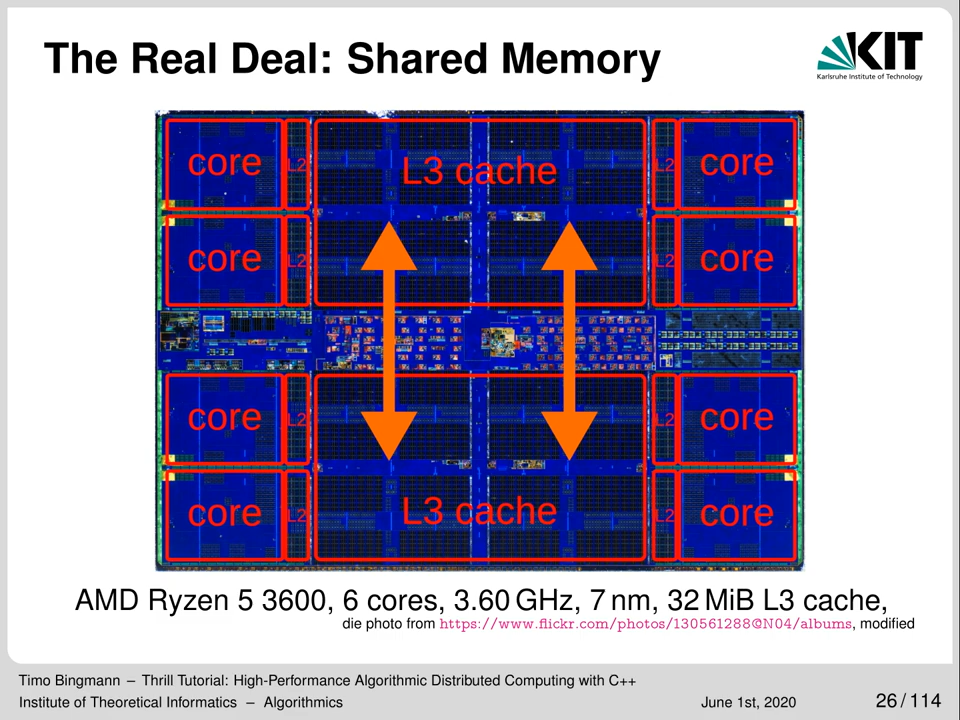 The Real Deal: Shared Memory
KIT
Karlsruhe Institute of Technology
core L2 L3 cache L2 core
core L2 L2 core
core L2 L2 core
core L2 L3 cache L2 core
AMD Ryzen 5 3600, 6 cores, 3.60 GHz, 7 nm, 32 MiB L3 cache,
die photo from https://www.flickr.com/photos/130561288@N04/albums, modified
Timo Bingmann – Thrill Tutorial: High-Performance Algorithmic Distributed Computing with C++
Institute of Theoretical Informatics – Algorithmics June 1st, 2020 26 / 114